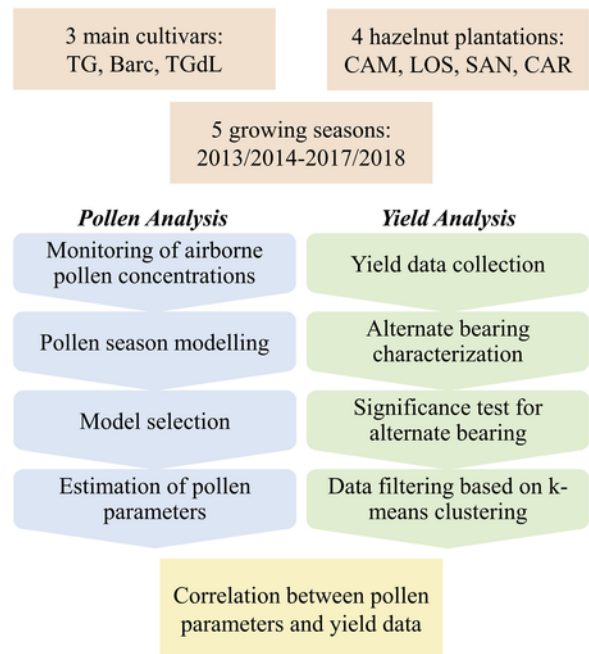 3 main cultivars:
TG, Barc, TGdL
4 hazelnut plantations:
CAM, LOS, SAN, CAR
5 growing seasons:
2013/2014-2017/2018
Pollen Analysis
Monitoring of airborne
pollen concentrations
Pollen season modelling
Model selection
Estimation of pollen
parameters
Yield Analysis
Yield data collection
Alternate bearing
characterization
Significance test for
alternate bearing
Data filtering based on k-
means clustering
Correlation between pollen
parameters and yield data